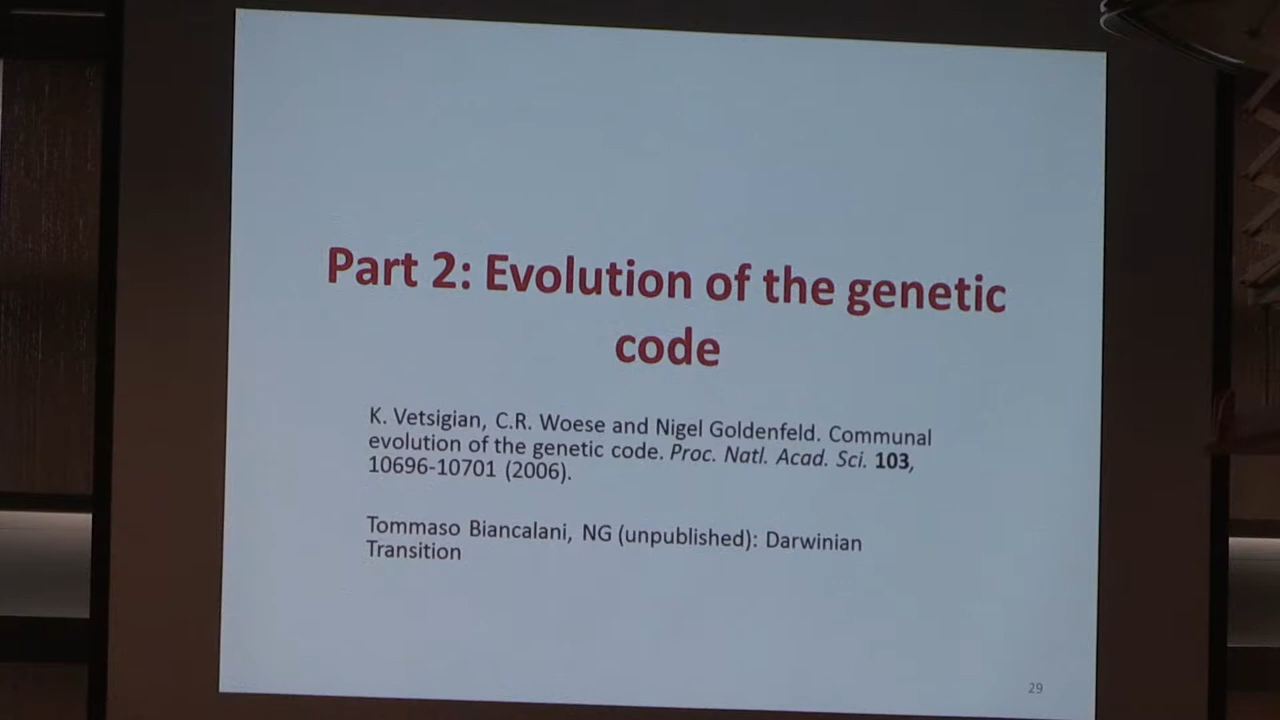 Part 2: Evolution of the genetic
code
K. Vetsigian, C.R. Woese and Nigel Goldenfeld. Communal
evolution of the genetic code. Proc. Natl. Acad. Sci. 103,
10696-10701 (2006).
Tommaso Biancalani, NG (unpublished): Darwinian
Transition
29